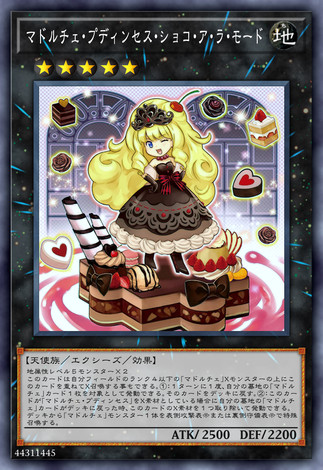 マドルチェ・プディンセス・ショコ・ア・ラ・モード 地
【天使族／エクシーズ／効果】
地属性レベル5モンスター×2
このカードは自分フィールドのランク4以下の「マドルチェ」Xモンスターの上にこ
のカードを重ねてX召喚する事もできる。①:1ターンに1度、自分の墓地の「マドルチ
ェ」カード1枚を対象として発動できる。そのカードをデッキに戻す。②:このカー
ドが「マドルチェ・プディンセス」をX素材としている場合に自分の墓地の「マドルチ
ェ」カードがデッキに戻った時、このカードのX素材を1つ取り除いて発動できる。
デッキから「マドルチェ」モンスター1体を表側攻撃表示または裏側守備表示で特殊
召喚する。
ATK/ 2500 DEF/2200
44311445